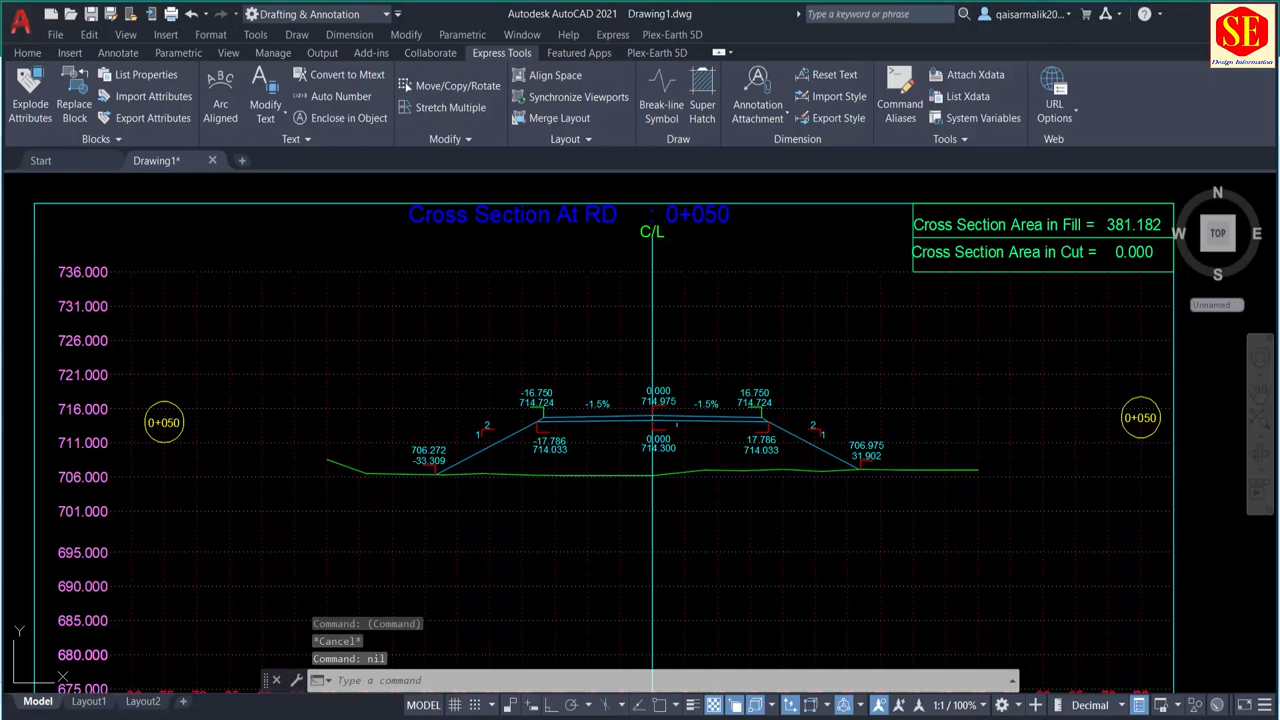 Drafting & Annotation
Autodesk AutoCAD 2021 Drawing1.dwg
Type a keyword or phrase
qaisarmalik20...
SE
Design Information
File Edit View Insert Format Tools Draw Dimension Modify Parametric Window Help Express Plex-Earth 5D
Home Insert Annotate Parametric View Manage Output Add-ins Collaborate Express Tools Featured Apps Plex-Earth 5D
Explode Attributes
Replace Block
List Properties
Import Attributes
Export Attributes
Blocks
Arc Aligned
Modify Text
Convert to Mtext
Auto Number
Enclose in Object
Text
Move/Copy/Rotate
Stretch Multiple
Modify
Align Space
Synchronize Viewports
Merge Layout
Layout
Break-line Symbol
Super Hatch
Draw
Annotation Attachment
Reset Text
Import Style
Export Style
Dimension
Command Aliases
Attach Xdata
List Xdata
System Variables
Tools
URL Options
Web
Start Drawing1*
Cross Section At RD : 0+050
C/L
Cross Section Area in Fill = 381.182
Cross Section Area in Cut = 0.000
N
W TOP E
S
Unnamed
736.000
731.000
726.000
721.000
716.000
711.000
706.000
701.000
695.000
690.000
685.000
680.000
675.000
0+050
0+050
-16.750
714.724
-1.5%
0.000
714.975
-1.5%
16.750
714.724
2
1
-17.786
714.033
0.000
714.300
17.786
714.033
2
1
706.272
-33.309
706.975
31.902
Command: (Command)
*Cancel*
Command: nil
Type a command
Y
X
Model Layout1 Layout2
MODEL
1:1 / 100%
Decimal